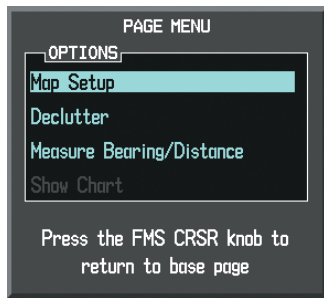 PAGE MENU
OPTIONS
Map Setup
Declutter
Measure Bearing/Distance
Show Chart
Press the FMS CRSR knob to
return to base page